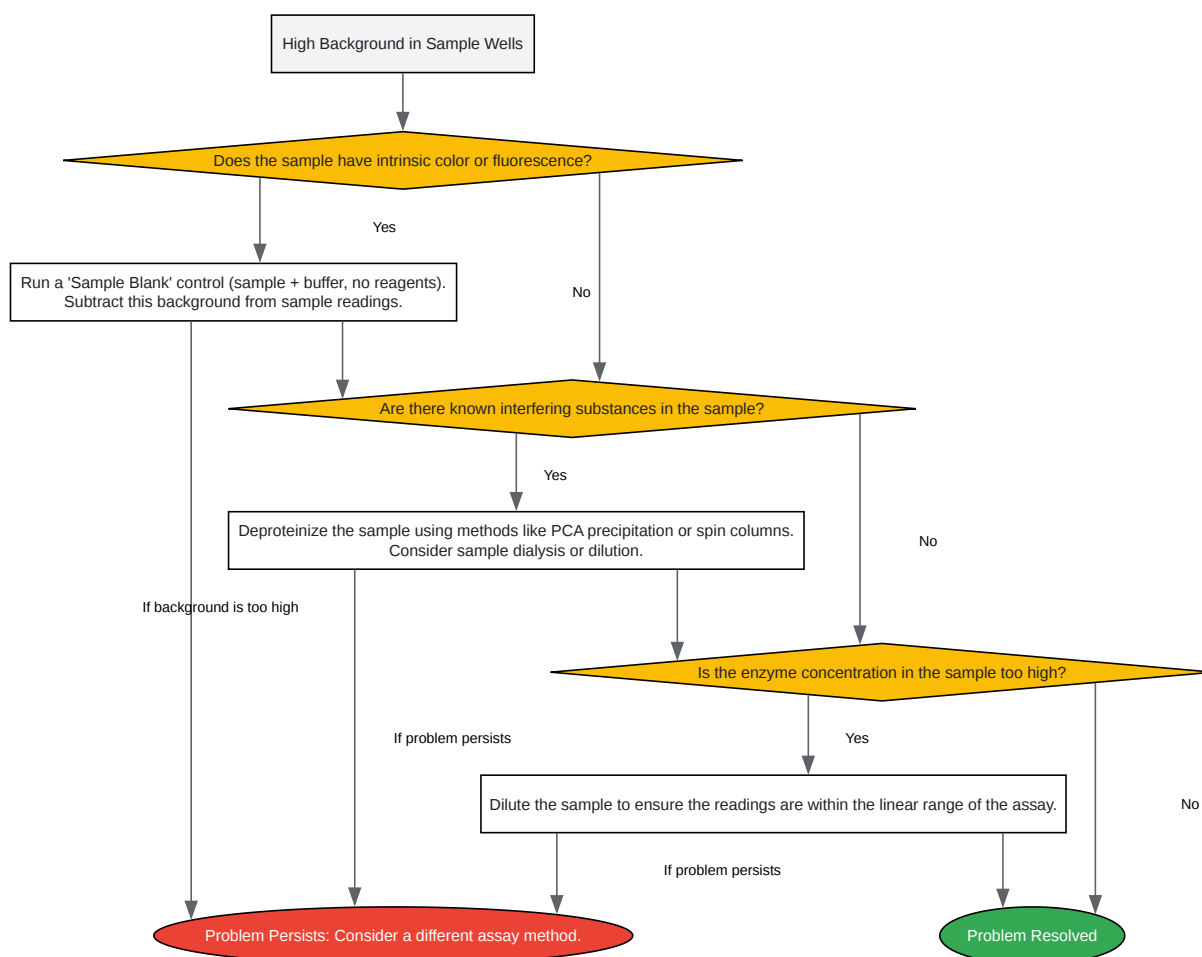 High Background in Sample Wells
Does the sample have intrinsic color or fluorescence?
Yes
Run a 'Sample Blank' control (sample + buffer, no reagents).
Subtract this background from sample readings.
No
Are there known interfering substances in the sample?
Yes
Deproteinize the sample using methods like PCA precipitation or spin columns.
Consider sample dialysis or dilution.
No
If background is too high
Is the enzyme concentration in the sample too high?
If problem persists
Yes
Dilute the sample to ensure the readings are within the linear range of the assay.
No
If problem persists
Problem Persists: Consider a different assay method.
Problem Resolved